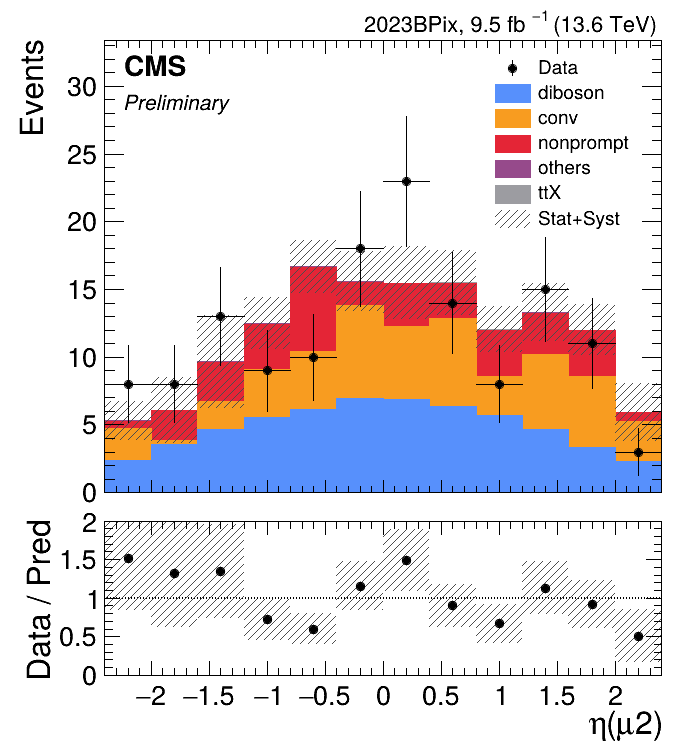 2023BPix, 9.5 fb⁻¹ (13.6 TeV)
CMS
Preliminary
Events
30
25
20
15
10
5
0
Data
diboson
conv
nonprompt
others
ttX
Stat+Syst
Data / Pred
2
1.5
1
0.5
0
−2 −1.5 −1 −0.5 0 0.5 1 1.5 2
η(μ2)